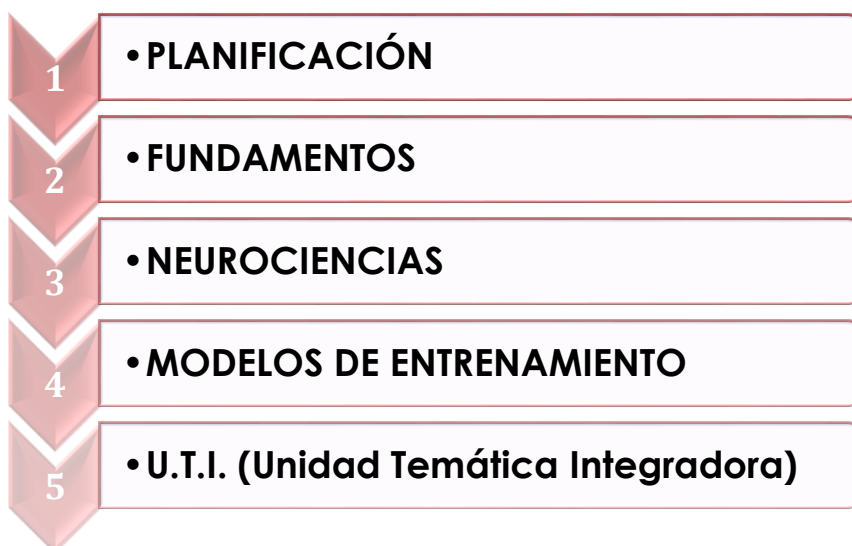 1 • PLANIFICACIÓN
2 • FUNDAMENTOS
3 • NEUROCIENCIAS
4 • MODELOS DE ENTRENAMIENTO
5 • U.T.I. (Unidad Temática Integradora)